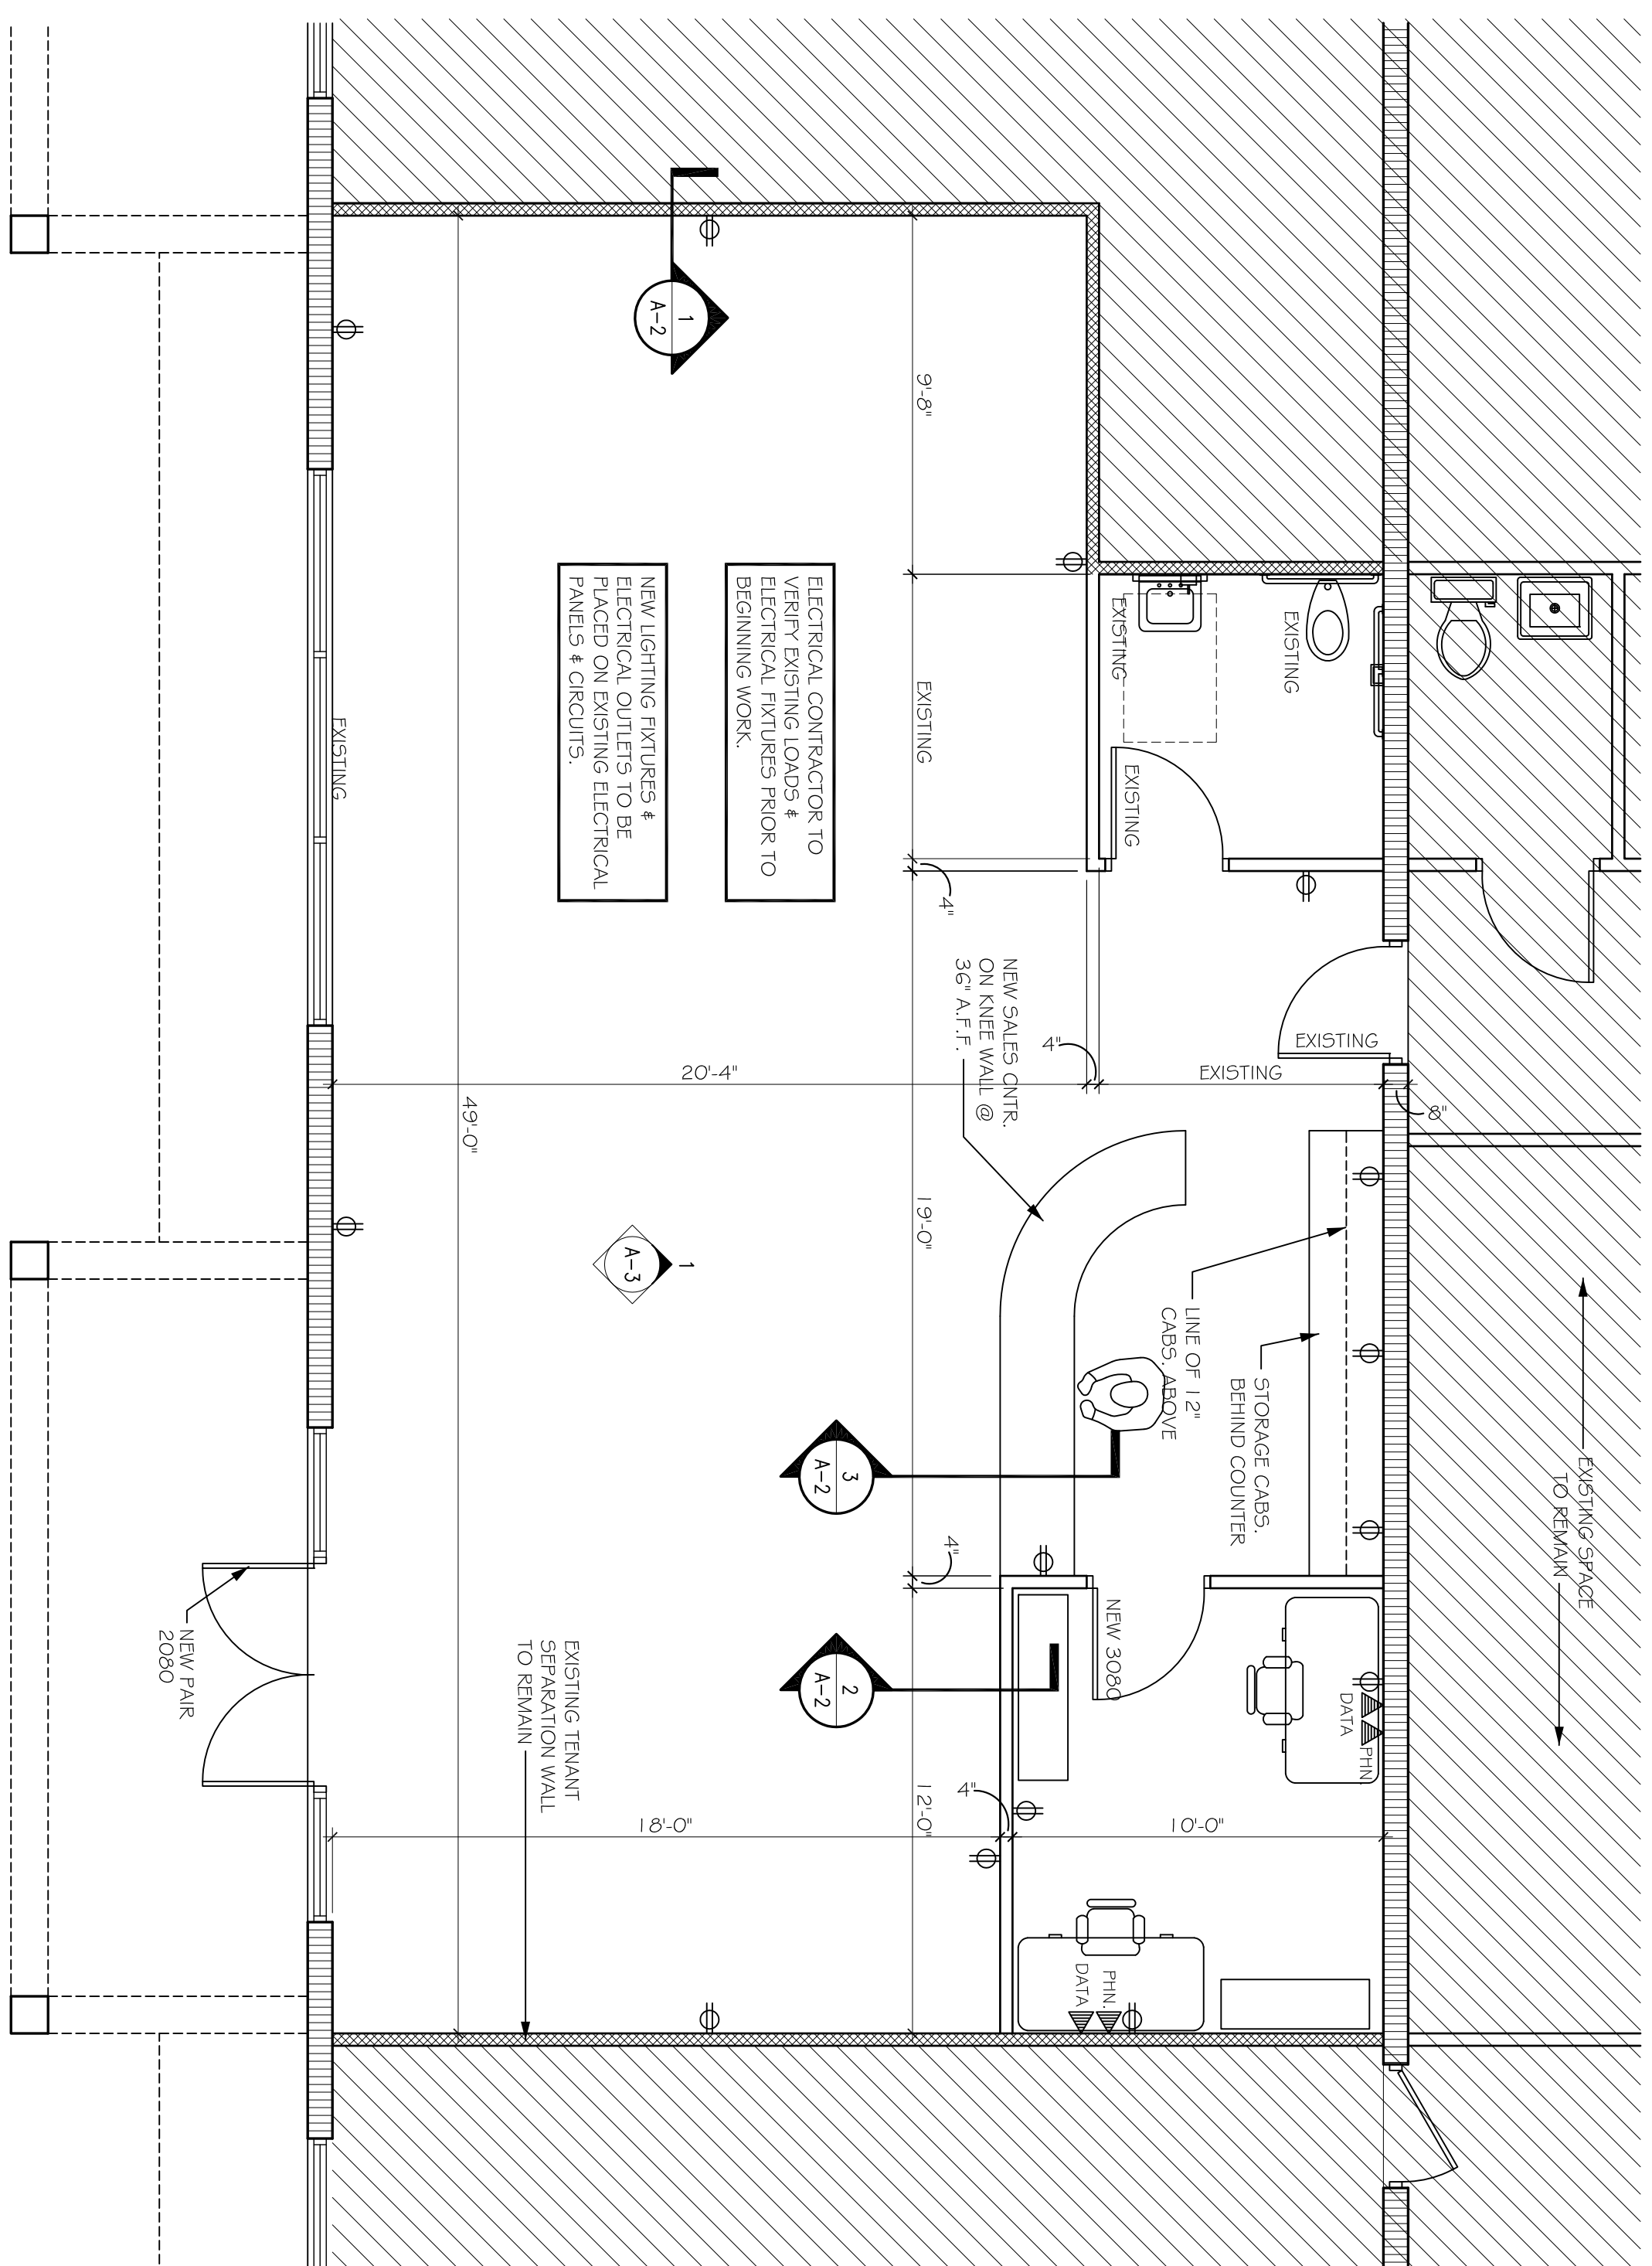 EXISTING SPACE
TO REMAIN
8"
EXISTING
EXISTING
EXISTING
EXISTING
EXISTING
4"
LINE OF 12"
CABS. ABOVE
STORAGE CABS.
BEHIND COUNTER
DATA
PHN.
NEW 3080
10'-0"
PHN.
DATA
NEW SALES CNTR.
ON KNEE WALL @
36" A.F.F.
9'-8"
EXISTING
4"
19'-0"
4"
12'-0"
4"
ELECTRICAL CONTRACTOR TO
VERIFY EXISTING LOADS &
ELECTRICAL FIXTURES PRIOR TO
BEGINNING WORK.
NEW LIGHTING FIXTURES &
ELECTRICAL OUTLETS TO BE
PLACED ON EXISTING ELECTRICAL
PANELS & CIRCUITS.
1
A-2
20'-4"
1
A-3
3
A-2
2
A-2
18'-0"
EXISTING TENANT
SEPARATION WALL
TO REMAIN
49'-0"
EXISTING
NEW PAIR
2080